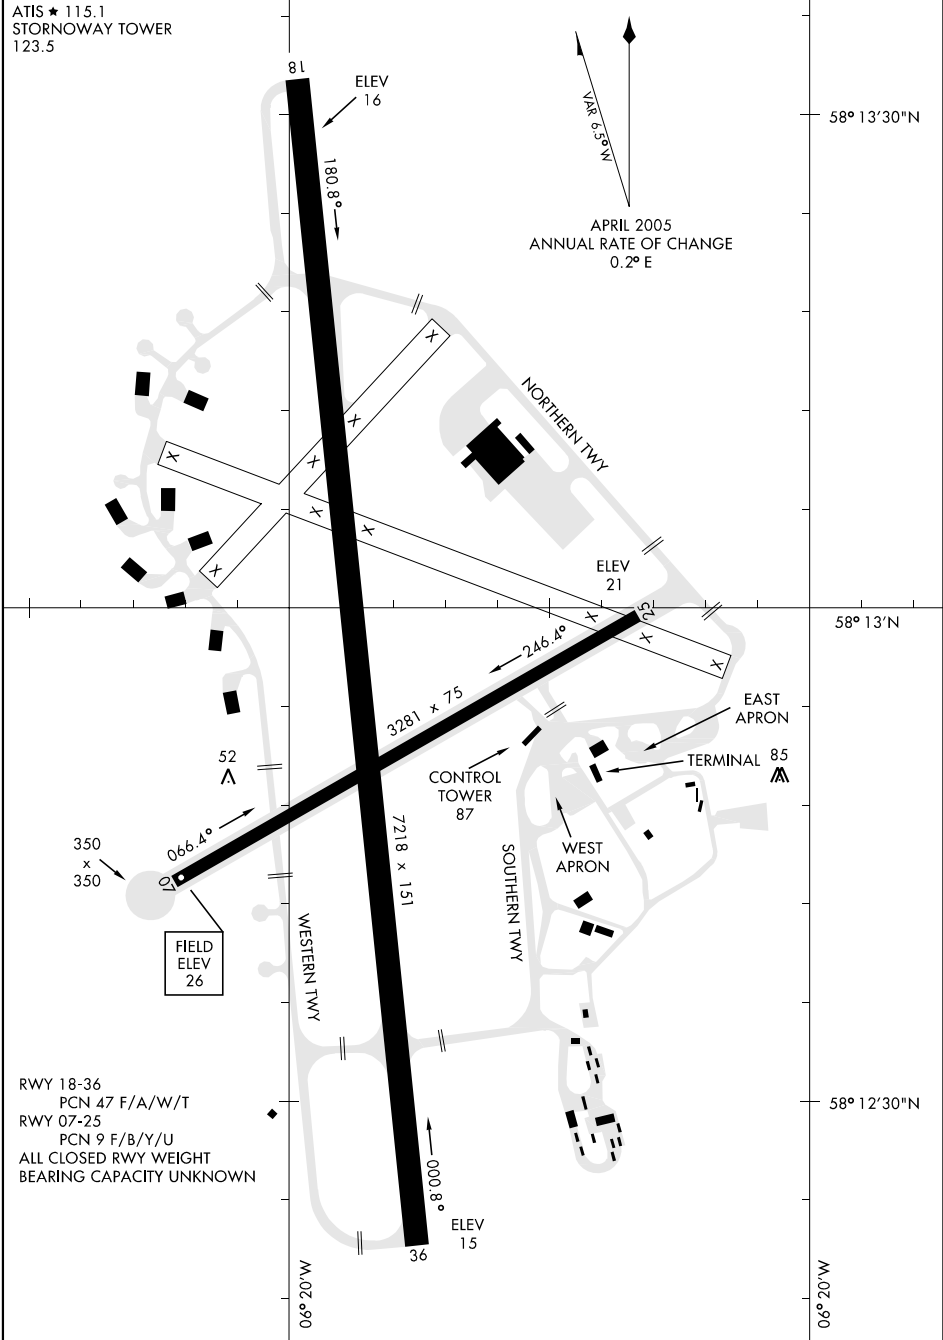 ATIS ★ 115.1
STORNOWAY TOWER
123.5
18
ELEV
16
180.8°
VAR 6.5° W
58° 13'30"N
APRIL 2005
ANNUAL RATE OF CHANGE
0.2° E
X
X
X
X
X
X
X
X
X
X
NORTHERN TWY
ELEV
21
25
58° 13'N
246.4°
3281 x 75
EAST
APRON
52
CONTROL
TOWER
87
TERMINAL
85
066.4°
7218 x 151
WEST
APRON
350
x
350
07
SOUTHERN TWY
FIELD
ELEV
26
WESTERN TWY
RWY 18-36
PCN 47 F/A/W/T
RWY 07-25
PCN 9 F/B/Y/U
ALL CLOSED RWY WEIGHT
BEARING CAPACITY UNKNOWN
58° 12'30"N
000.8°
ELEV
15
36
06° 20'W
06° 20'W